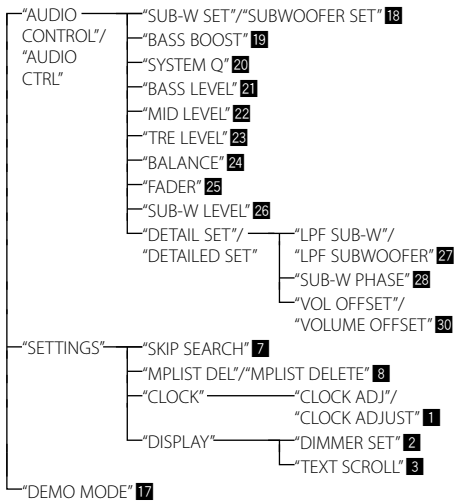 “AUDIO CONTROL”/“AUDIO CTRL”
“SUB-W SET”/“SUBWOOFER SET” 18
“BASS BOOST” 19
“SYSTEM Q” 20
“BASS LEVEL” 21
“MID LEVEL” 22
“TRE LEVEL” 23
“BALANCE” 24
“FADER” 25
“SUB-W LEVEL” 26
“DETAIL SET”/
“DETAILED SET”
“LPF SUB-W”/
“LPF SUBWOOFER” 27
“SUB-W PHASE” 28
“VOL OFFSET”/
“VOLUME OFFSET” 30
“SETTINGS”
“SKIP SEARCH” 7
“MPLIST DEL”/“MPLIST DELETE” 8
“CLOCK”
“CLOCK ADJ”/
“CLOCK ADJUST” 1
“DISPLAY”
“DIMMER SET” 2
“TEXT SCROLL” 3
“DEMO MODE” 17